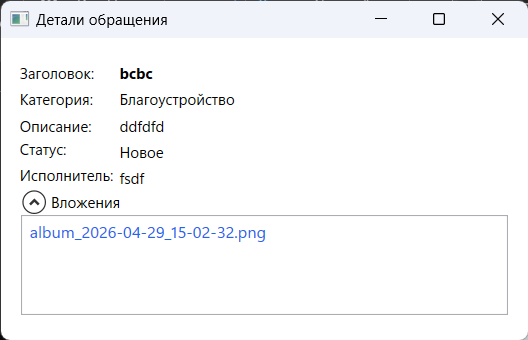 Детали обращения
Заголовок: bcbc
Категория: Благоустройство
Описание: ddfdfd
Статус: Новое
Исполнитель: fsdf
Вложения
album_2026-04-29_15-02-32.png